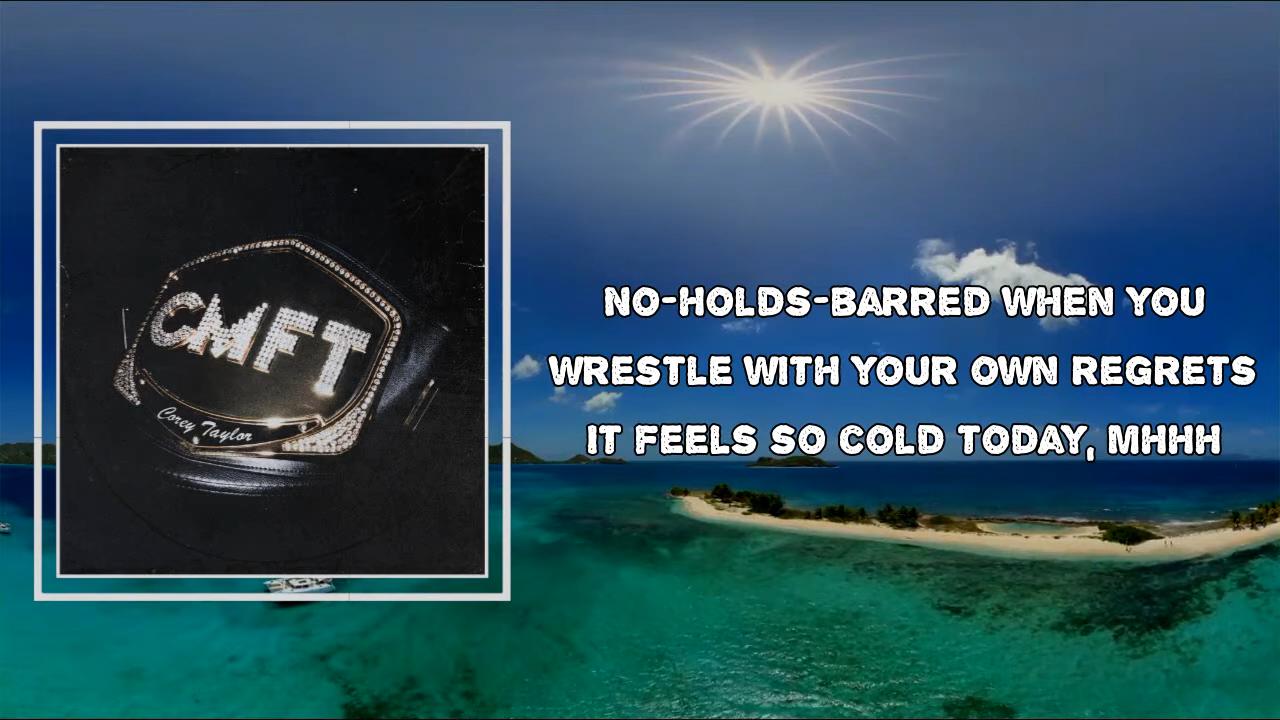 CMFT
Corey Taylor
NO-HOLDS-BARRED WHEN YOU
WRESTLE WITH YOUR OWN REGRETS
IT FEELS SO COLD TODAY, MHHH